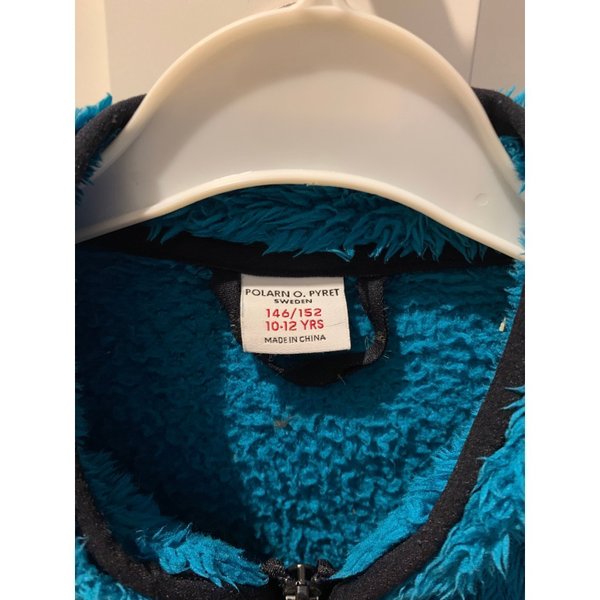 POLARN O. PYRET
SWEDEN
146/152
10-12 YRS
MADE IN CHINA